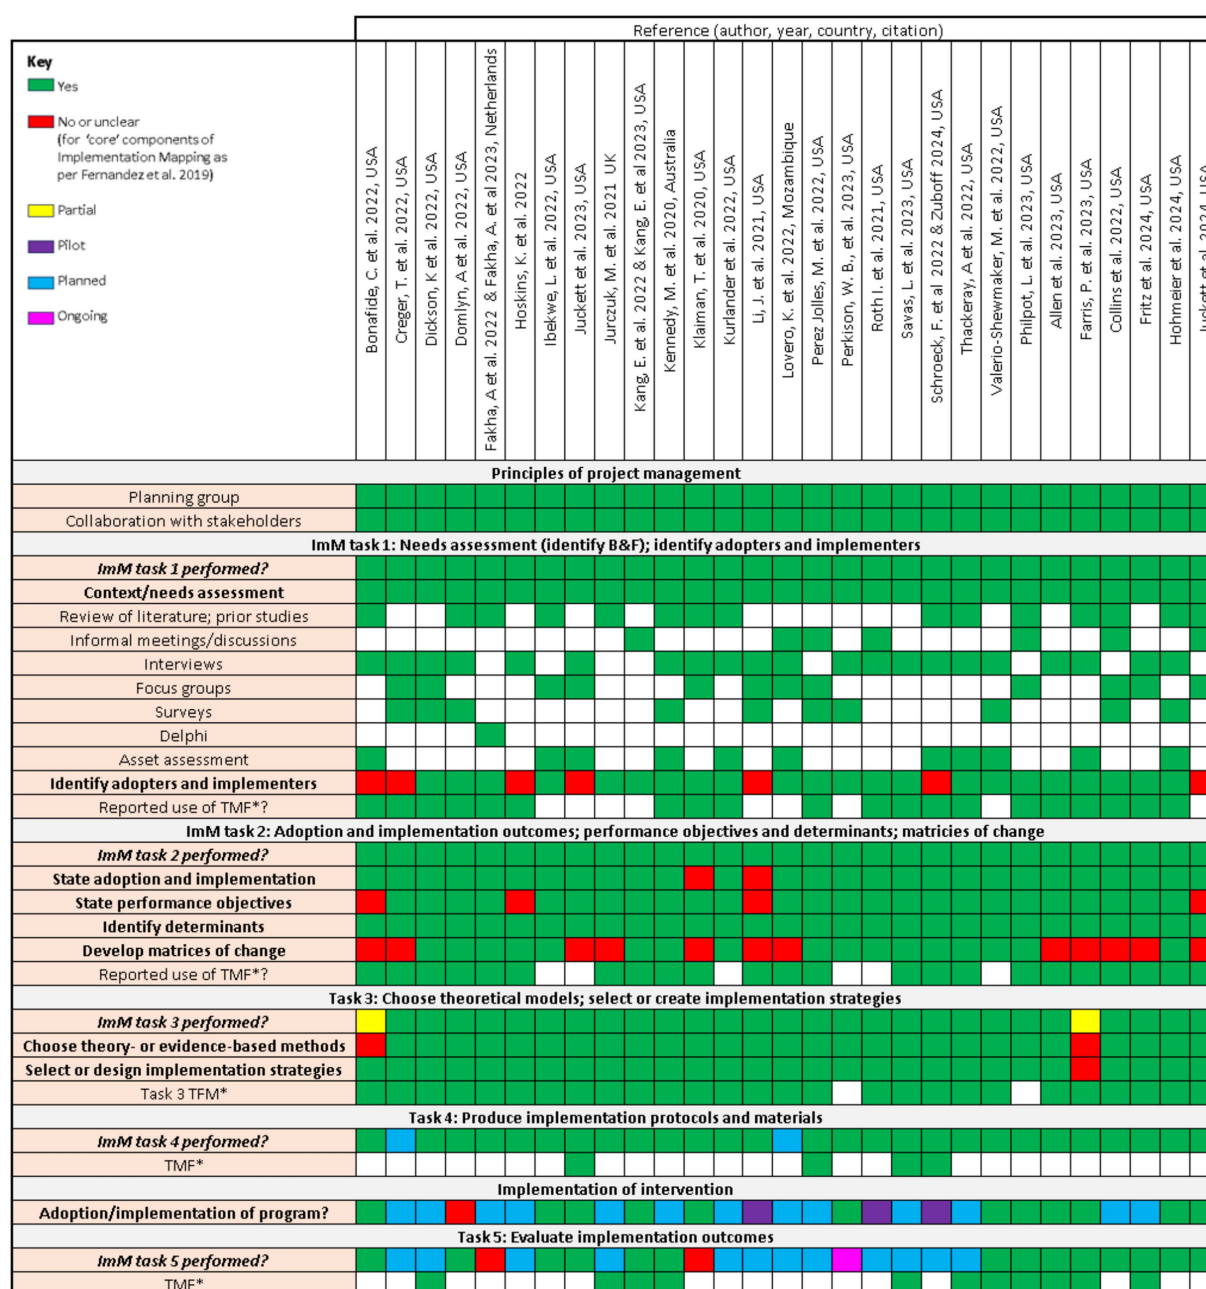 Reference (author, year, country, citation)
Key
Yes
No or unclear
(for 'core' components of
Implementation Mapping as
per Fernandez et al. 2019)
Partial
Pilot
Planned
Ongoing
Bonafide, C. et al. 2022, USA
Creger, T. et al. 2022, USA
Dickson, K et al. 2022, USA
Domlyn, A et al. 2022, USA
Fakha, A et al. 2022 & Fakha, A. et al 2023, Netherlands
Hoskins, K. et al. 2022
Ibekwe, L. et al. 2022, USA
Juckett et al. 2023, USA
Jurczuk, M. et al. 2021 UK
Kang, E. et al. 2022 & Kang, E. et al 2023, USA
Kennedy, M. et al. 2020, Australia
Klaiman, T. et al. 2020, USA
Kurlander et al. 2022, USA
Li, J. et al. 2021, USA
Lovero, K. et al. 2022, Mozambique
Perez Jolles, M. et al. 2022, USA
Perkison, W. B., et al. 2023, USA
Roth I. et al. 2021, USA
Savas, L. et al. 2023, USA
Schroeck, F. et al 2022 & Zuboff 2024, USA
Thackeray, A et al. 2022, USA
Valerio-Shewmaker, M. et al. 2022, USA
Philpot, L. et al. 2023, USA
Allen et al. 2023, USA
Farris, P. et al. 2023, USA
Collins et al. 2022, USA
Fritz et al. 2024, USA
Hohmeier et al. 2024, USA
Juckett et al. 2024, USA
Principles of project management
Planning group
Collaboration with stakeholders
ImM task 1: Needs assessment (identify B&F); identify adopters and implementers
ImM task 1 performed?
Context/needs assessment
Review of literature; prior studies
Informal meetings/discussions
Interviews
Focus groups
Surveys
Delphi
Asset assessment
Identify adopters and implementers
Reported use of TMF*?
ImM task 2: Adoption and implementation outcomes; performance objectives and determinants; matricies of change
ImM task 2 performed?
State adoption and implementation
State performance objectives
Identify determinants
Develop matrices of change
Reported use of TMF*?
Task 3: Choose theoretical models; select or create implementation strategies
ImM task 3 performed?
Choose theory- or evidence-based methods
Select or design implementation strategies
Task 3 TFM*
Task 4: Produce implementation protocols and materials
ImM task 4 performed?
TMF*
Implementation of intervention
Adoption/implementation of program?
Task 5: Evaluate implementation outcomes
ImM task 5 performed?
TMF*